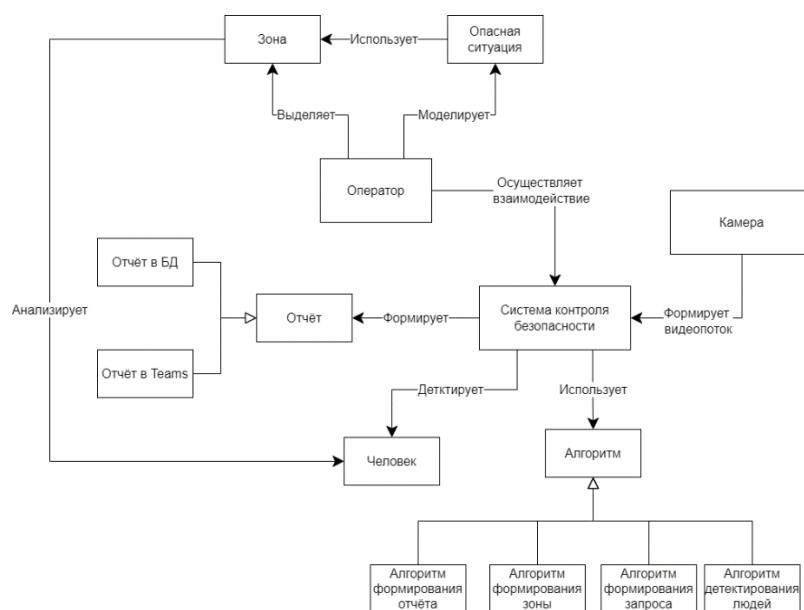 Зона
Использует
Опасная
ситуация
Выделяет
Моделирует
Оператор
Осуществляет
взаимодействие
Камера
Отчёт в БД
Анализирует
Отчёт
Формирует
Система контроля
безопасности
Формирует
видеопоток
Отчёт в Teams
Детктирует
Использует
Человек
Алгоритм
Алгоритм
формирования
отчёта
Алгоритм
формирования
зоны
Алгоритм
формирования
запроса
Алгоритм
детектирования
людей